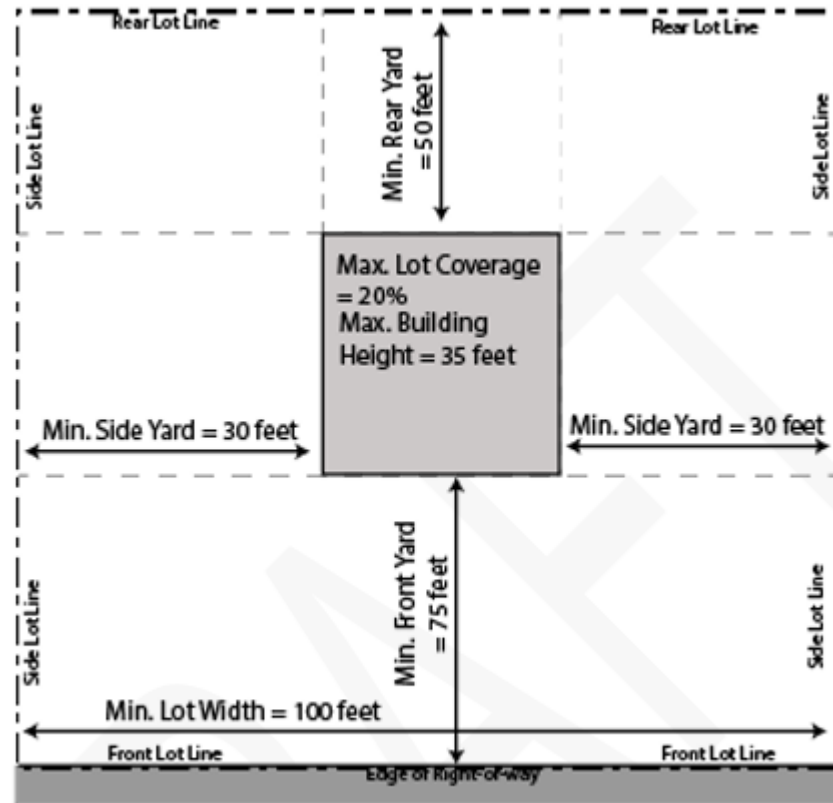 Rear Lot Line
Rear Lot Line
Side Lot Line
Min. Rear Yard
= 50 feet
Side Lot Line
Max. Lot Coverage
= 20%
Max. Building
Height = 35 feet
Min. Side Yard = 30 feet
Min. Side Yard = 30 feet
Side Lot Line
Min. Front Yard
= 75 feet
Side Lot Line
Min. Lot Width = 100 feet
Front Lot Line
Front Lot Line
Edge of Right-of-way
DRAFT